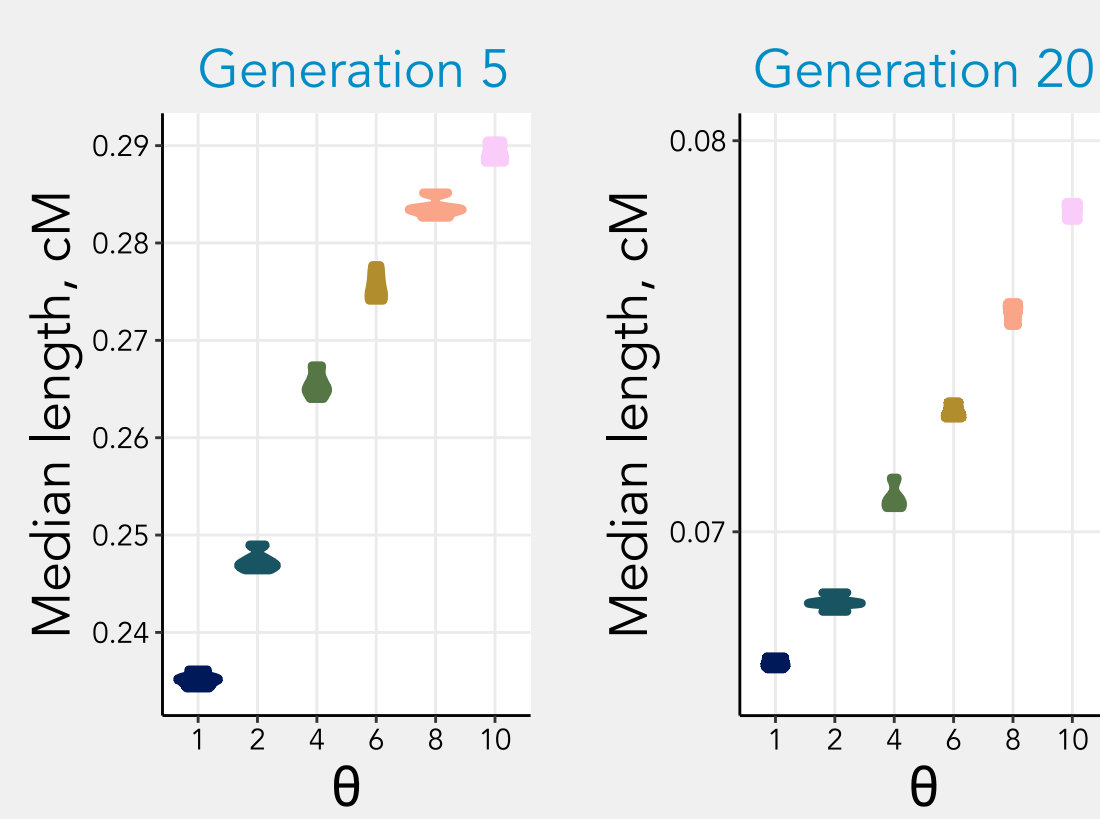 Generation 5
Median length, cM
0.29
0.28
0.27
0.26
0.25
0.24
1 2 4 6 8 10
θ
Generation 20
Median length, cM
0.08
0.07
1 2 4 6 8 10
θ